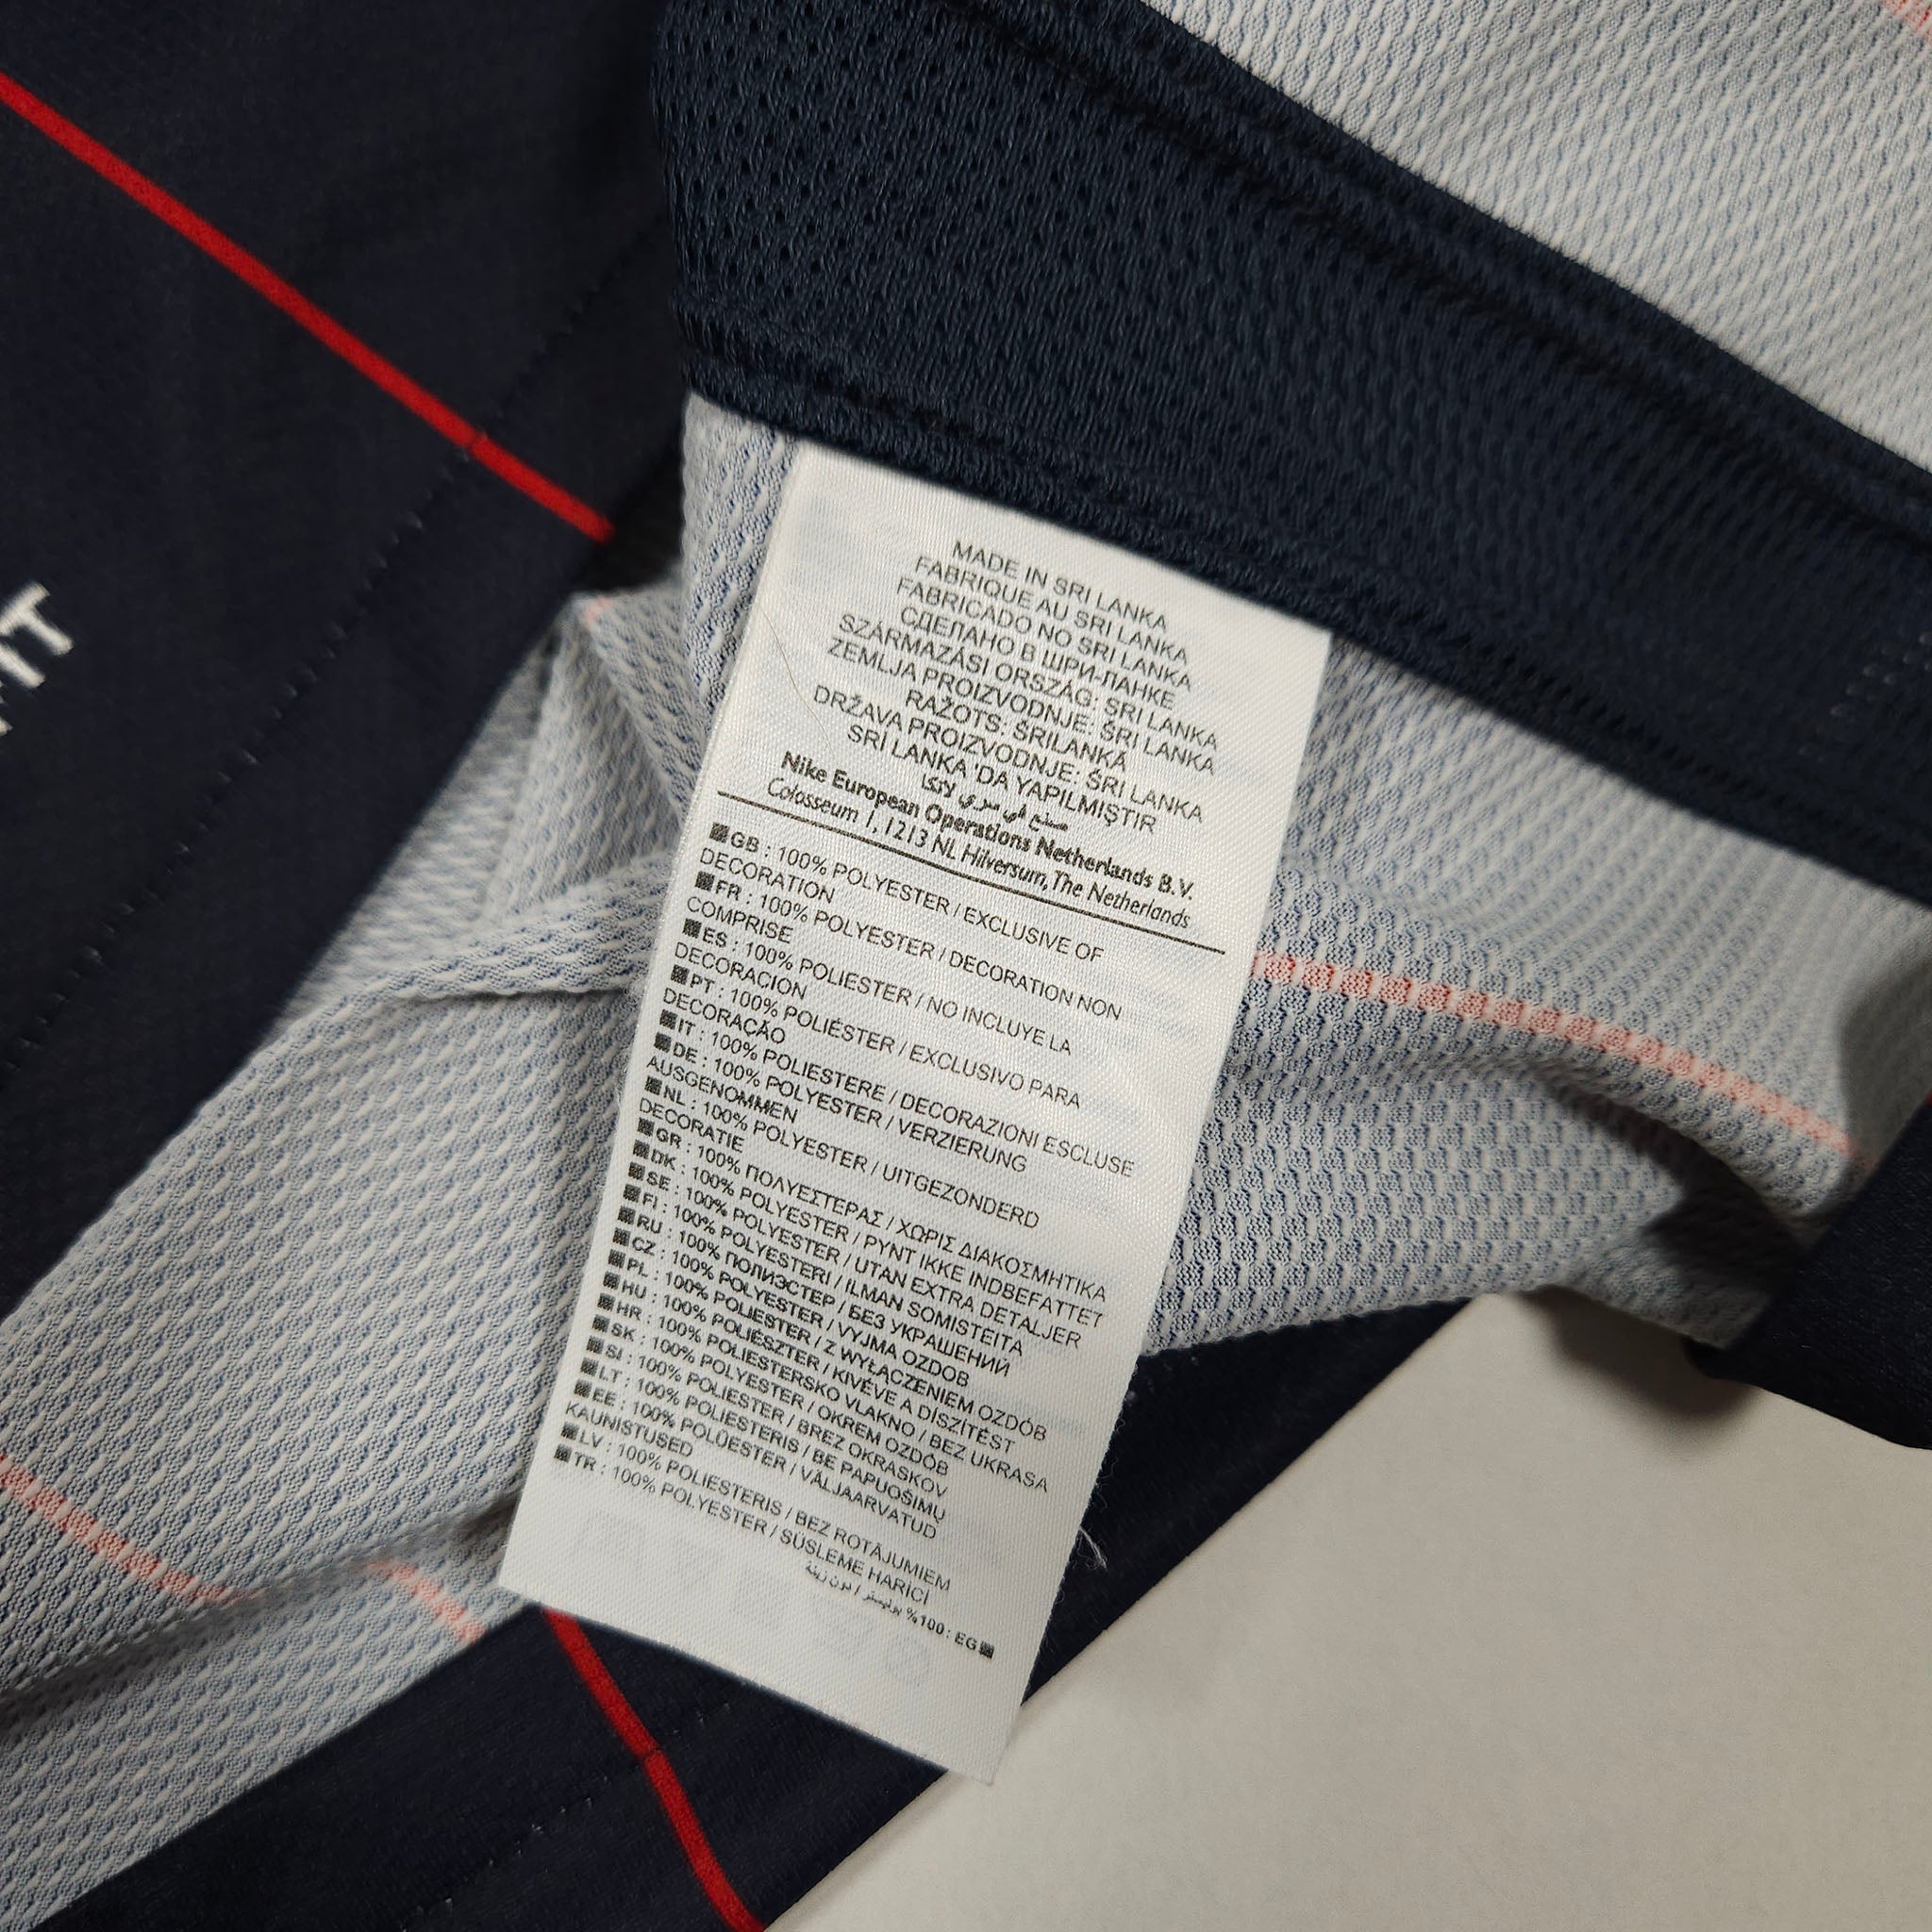 MADE IN SRI LANKA
FABRIQUE AU SRI LANKA
FABRICADO NO SRI LANKA
СДЕЛАНО В ШРИ-ЛАНКЕ
SZÁRMAZÁSI ORSZÁG: SRI LANKA
ZEMLJA PROIZVODNJE: ŠRI LANKA
RAŽOTS: ŠRILANKĀ
DRŽAVA PROIZVODNJE: ŠRI LANKA
SRİ LANKA 'DA YAPILMIŞTIR
صنع في سري لانكا
Nike European Operations Netherlands B.V.
Colosseum 1, 1213 NL Hilversum, The Netherlands
GB : 100% POLYESTER / EXCLUSIVE OF
DECORATION
FR : 100% POLYESTER / DECORATION NON
COMPRISE
ES : 100% POLIESTER / NO INCLUYE LA
DECORACION
PT : 100% POLIÉSTER / EXCLUSIVO PARA
DECORAÇÃO
IT : 100% POLIESTERE / DECORAZIONI ESCLUSE
DE : 100% POLYESTER / VERZIERUNG
AUSGENOMMEN
NL : 100% POLYESTER / UITGEZONDERD
DECORATIE
GR : 100% ΠΟΛΥΕΣΤΕΡΑΣ / ΧΩΡΙΣ ΔΙΑΚΟΣΜΗΤΙΚΑ
DK : 100% POLYESTER / PYNT IKKE INDBEFATTET
SE : 100% POLYESTER / UTAN EXTRA DETALJER
FI : 100% POLYESTERI / ILMAN SOMISTEITA
RU : 100% ПОЛИЭСТЕР / БЕЗ УКРАШЕНИЙ
CZ : 100% POLYESTER / VYJMA OZDOB
PL : 100% POLIESTER / Z WYŁĄCZENIEM OZDÓB
HU : 100% POLIÉSZTER / KIVÉVE A DÍSZÍTÉST
HR : 100% POLIESTERSKO VLAKNO / BEZ UKRASA
SK : 100% POLYESTER / OKREM OZDÔB
SI : 100% POLIESTER / BREZ OKRASKOV
LT : 100% POLIESTERIS / BE PAPUOŠIMŲ
EE : 100% POLÜESTER / VÄLJAARVATUD
KAUNISTUSED
LV : 100% POLIESTERIS / BEZ ROTĀJUMIEM
TR : 100% POLYESTER / SÜSLEME HARİCİ
EG : 100% بوليستر / بدون زينة